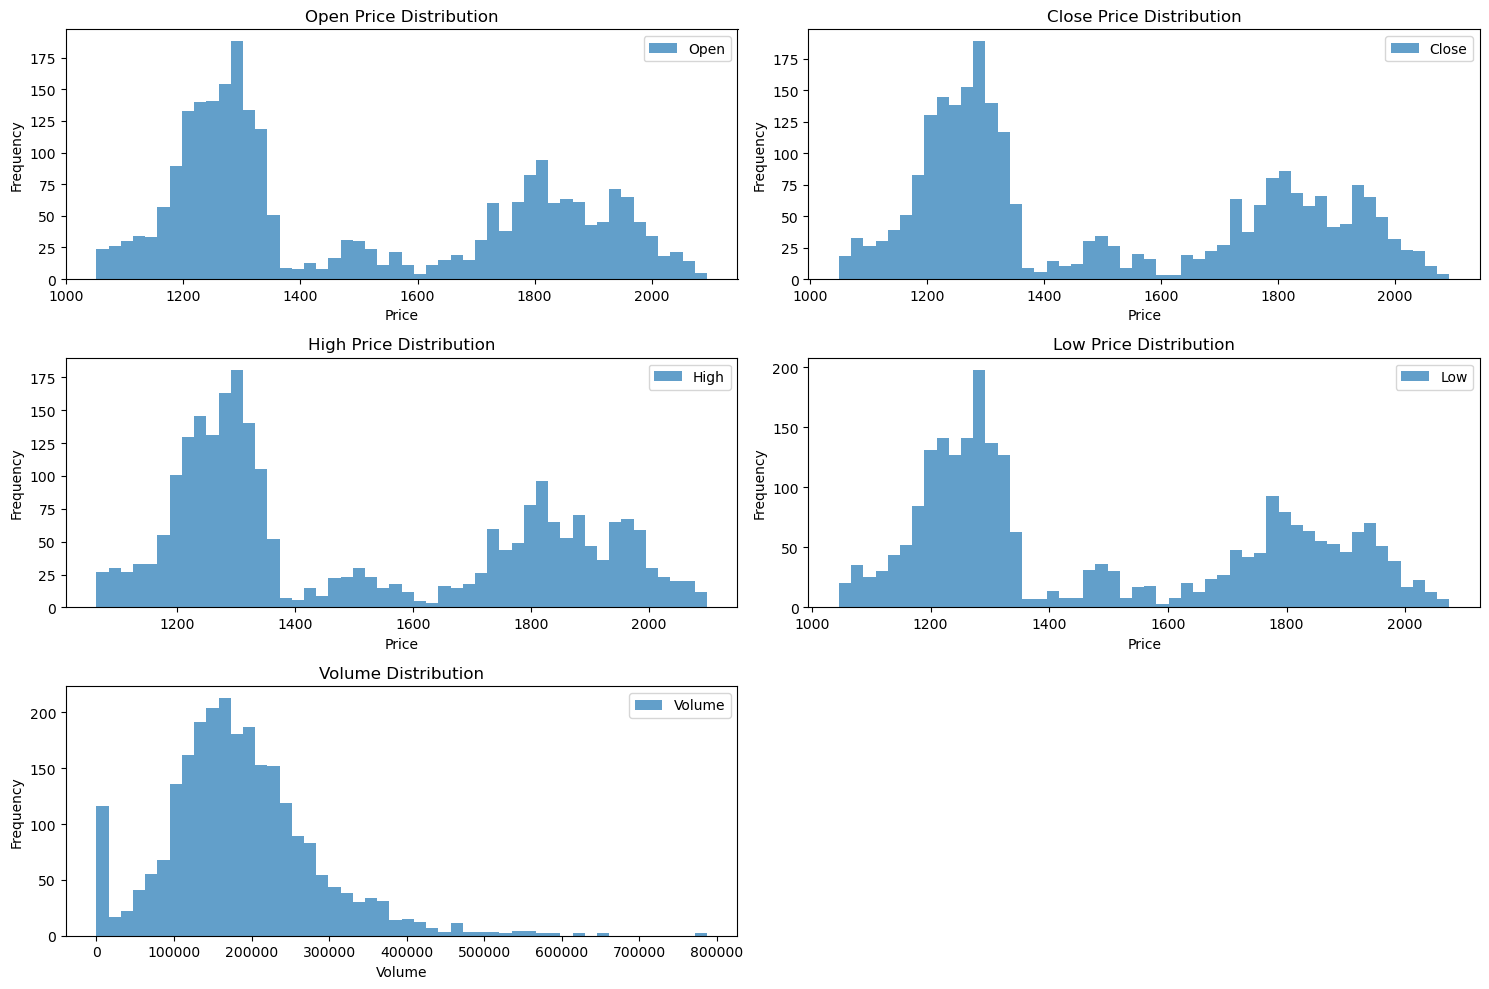 Open Price Distribution
Open
175
150
125
100
75
50
25
0
Frequency
1000 1200 1400 1600 1800 2000
Price
Close Price Distribution
Close
175
150
125
100
75
50
25
0
Frequency
1000 1200 1400 1600 1800 2000
Price
High Price Distribution
High
175
150
125
100
75
50
25
0
Frequency
1200 1400 1600 1800 2000
Price
Low Price Distribution
Low
200
150
100
50
0
Frequency
1000 1200 1400 1600 1800 2000
Price
Volume Distribution
Volume
200
150
100
50
0
Frequency
0 100000 200000 300000 400000 500000 600000 700000 800000
Volume